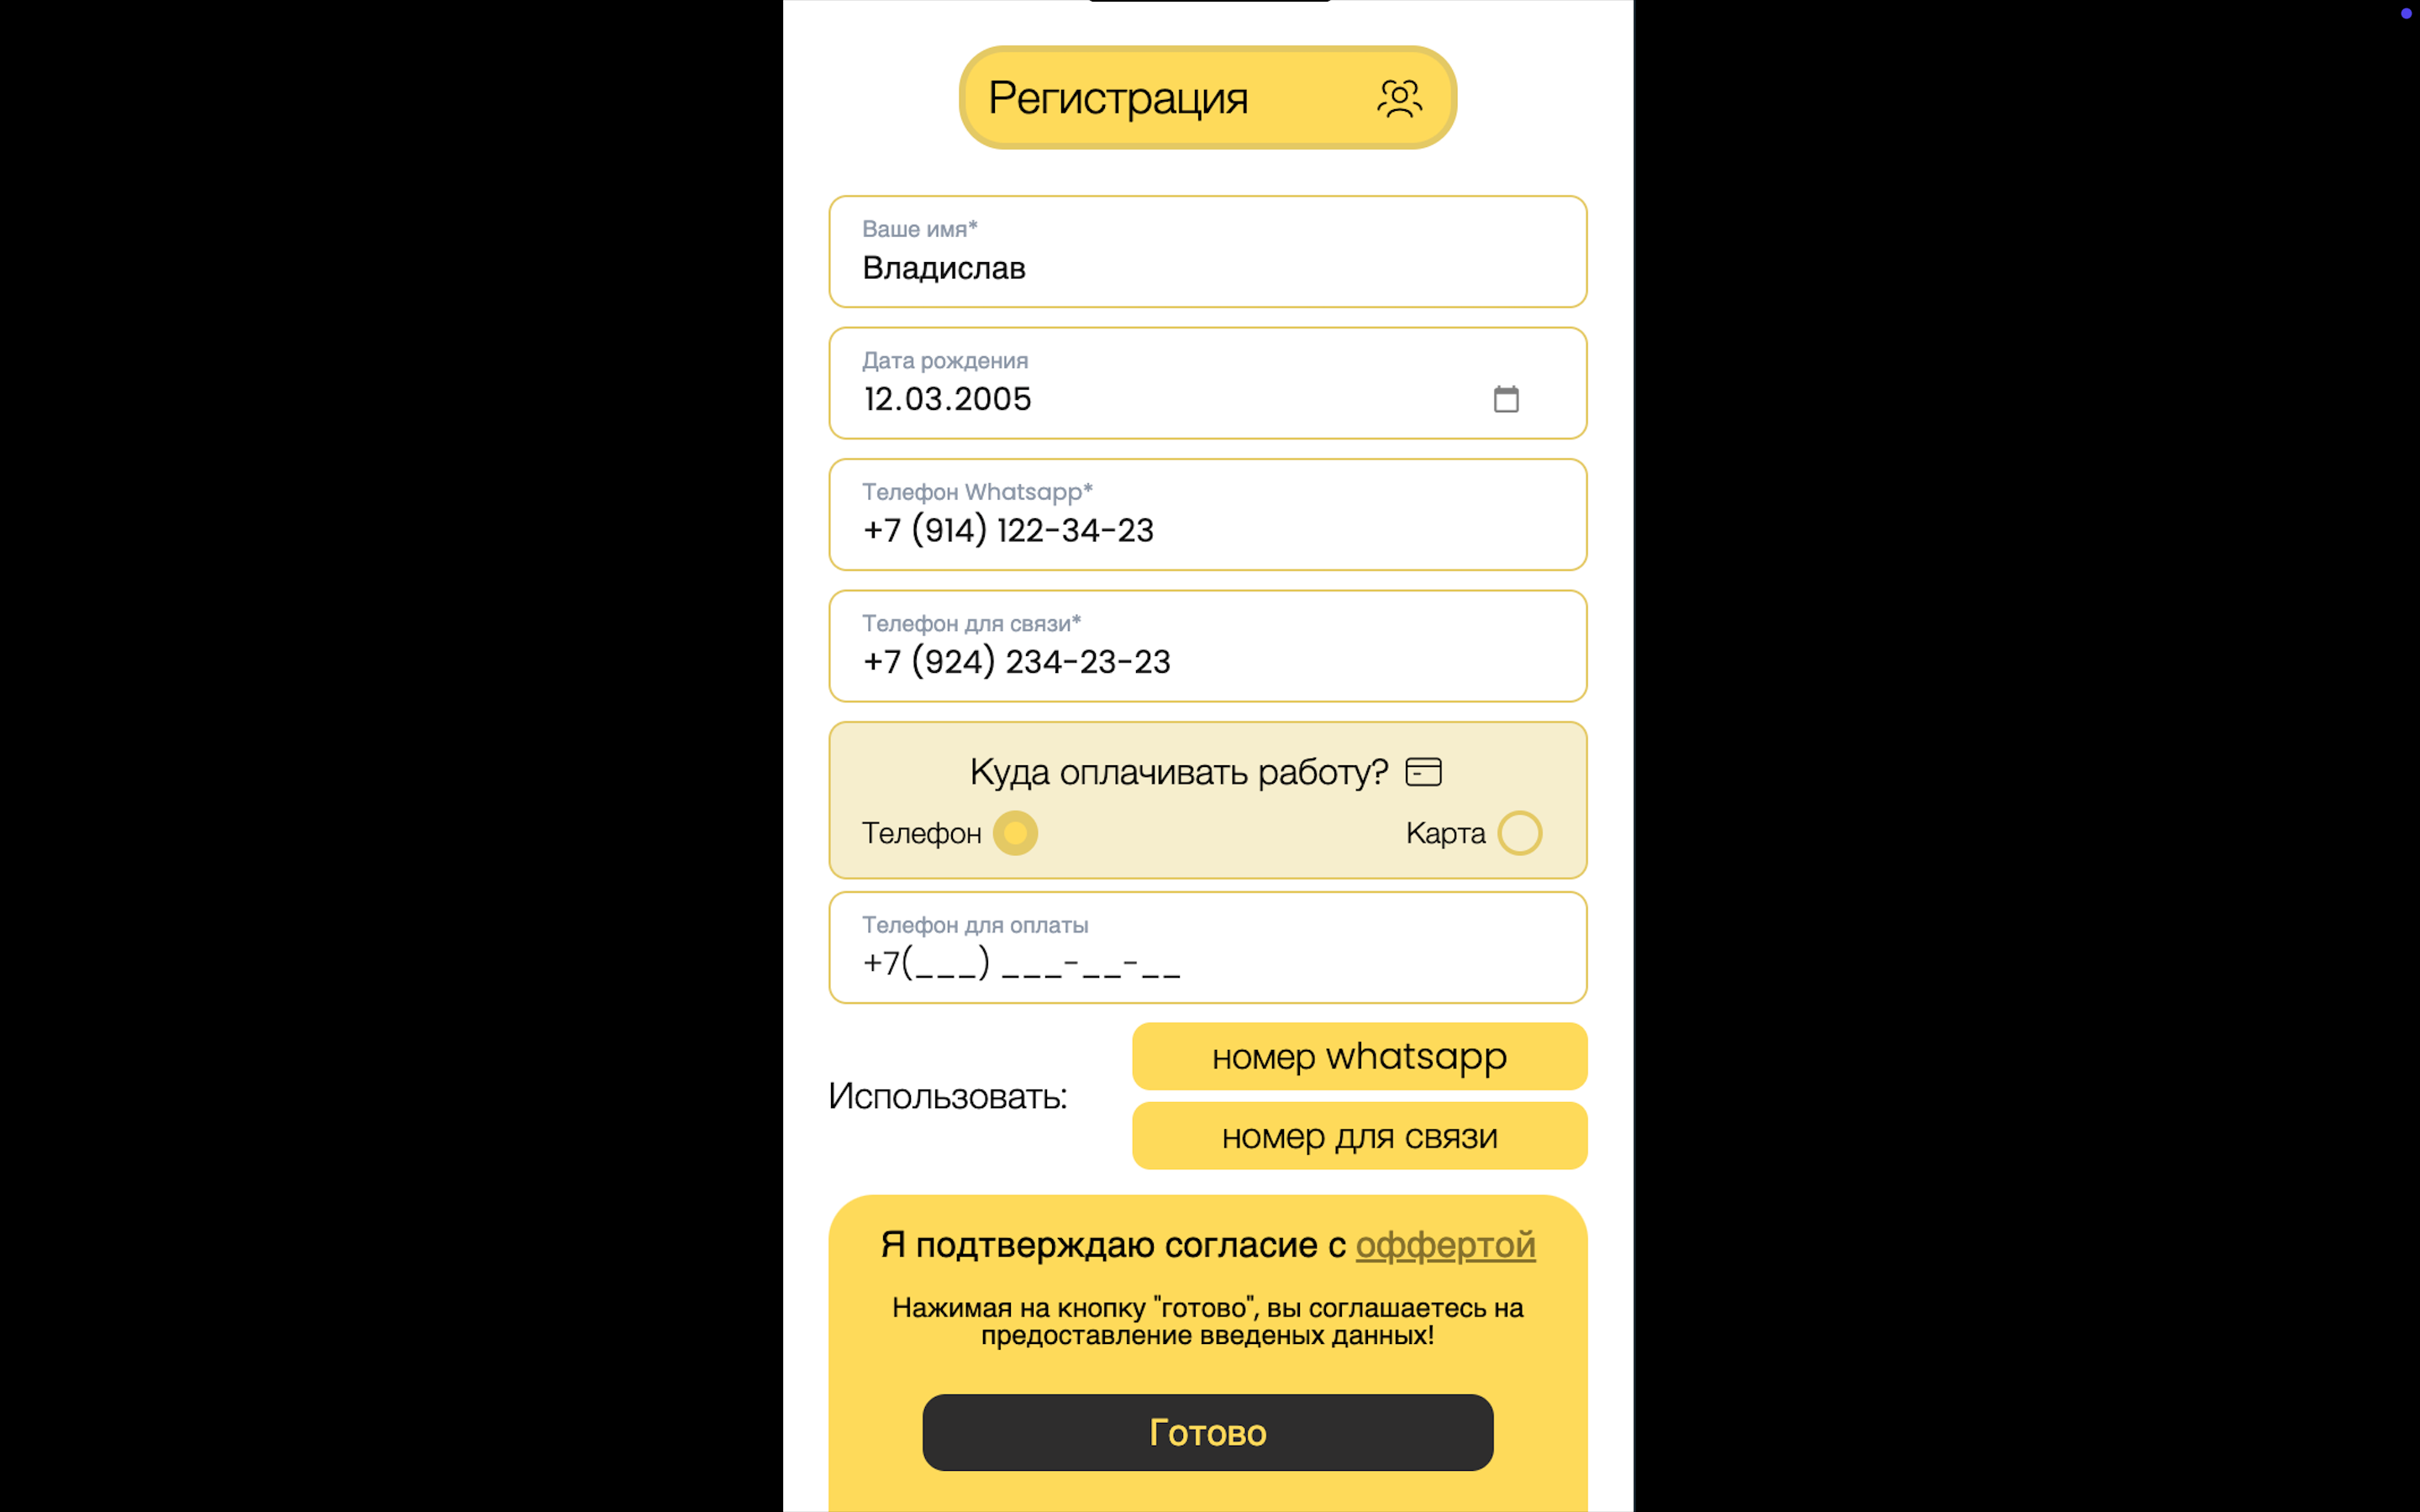 Регистрация
Ваше имя*
Владислав
Дата рождения
12.03.2005
Телефон Whatsapp*
+7 (914) 122-34-23
Телефон для связи*
+7 (924) 234-23-23
Куда оплачивать работу?
Телефон
Карта
Телефон для оплаты
+7(___) ___-__-__
Использовать:
номер whatsapp
номер для связи
Я подтверждаю согласие с оффертой
Нажимая на кнопку "готово", вы соглашаетесь на
предоставление введеных данных!
Готово